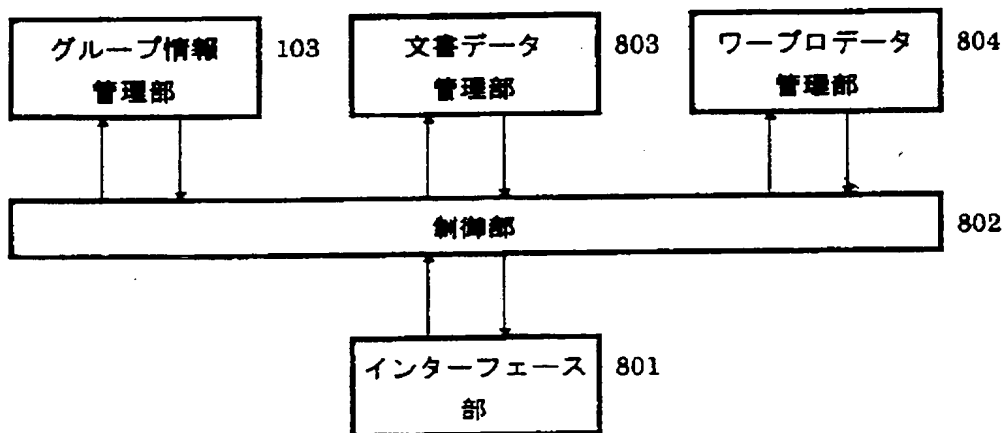 グループ情報
管理部
103
文書データ
管理部
803
ワープロデータ
管理部
804
制御部
802
インターフェース
部
801